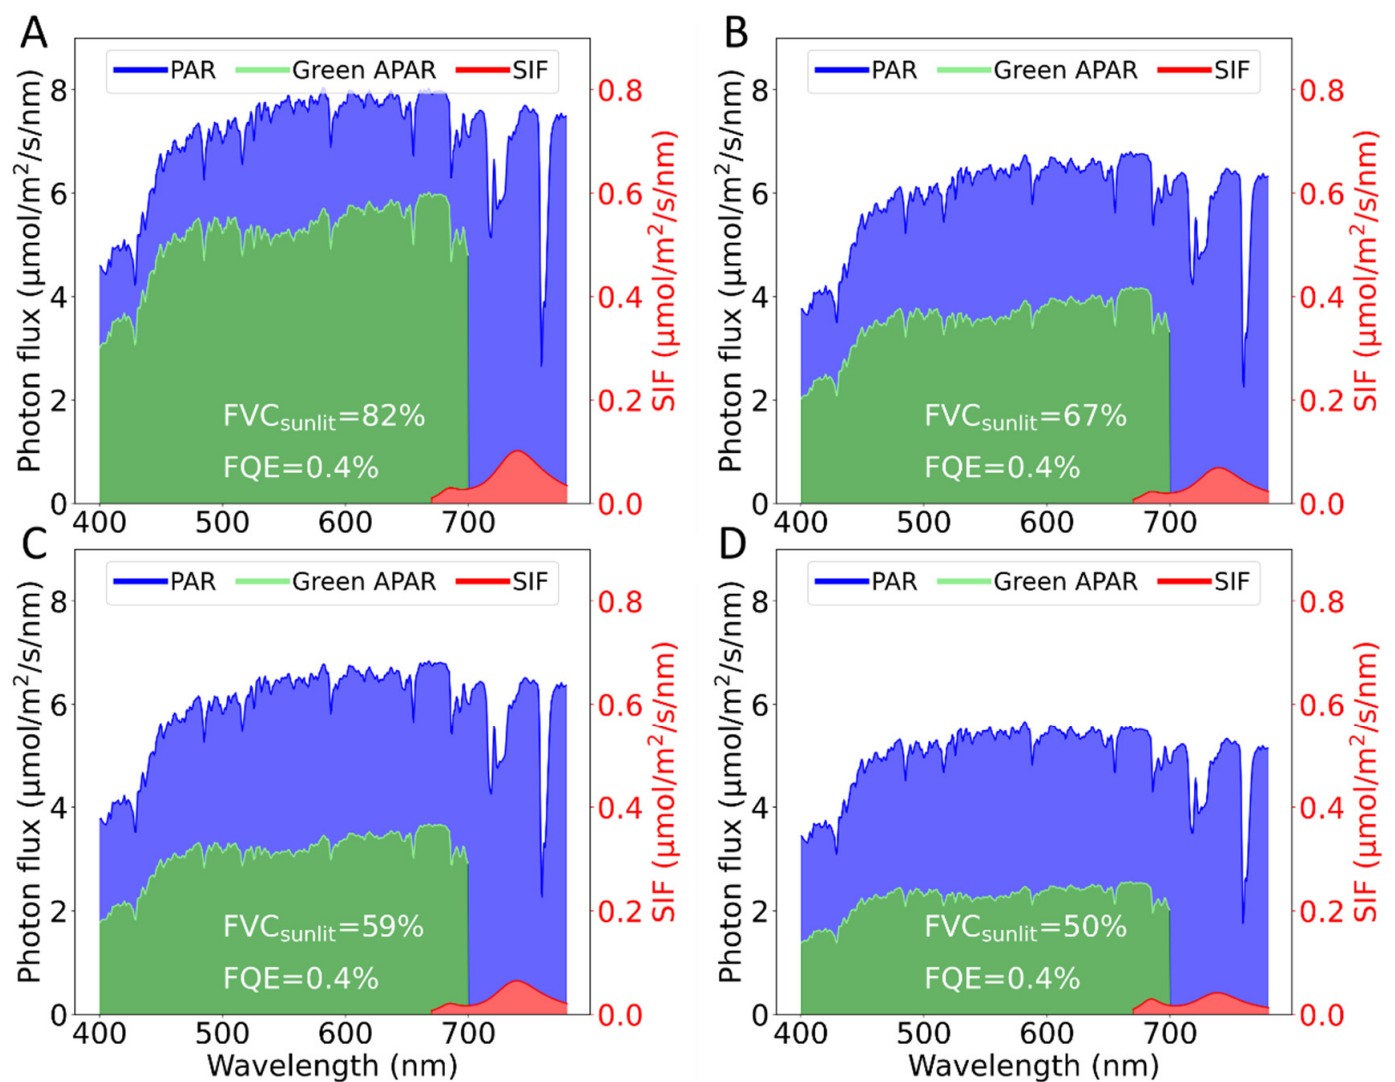 A
B
PAR Green APAR SIF
PAR Green APAR SIF
Photon flux (µmol/m²/s/nm)
8
6
4
2
0
FVCsunlit=82%
FQE=0.4%
0.8
0.6
0.4
0.2
0.0
SIF (µmol/m²/s/nm)
400 500 600 700
Photon flux (µmol/m²/s/nm)
8
6
4
2
0
FVCsunlit=67%
FQE=0.4%
0.8
0.6
0.4
0.2
0.0
SIF (µmol/m²/s/nm)
400 500 600 700
C
D
PAR Green APAR SIF
PAR Green APAR SIF
Photon flux (µmol/m²/s/nm)
8
6
4
2
0
FVCsunlit=59%
FQE=0.4%
0.8
0.6
0.4
0.2
0.0
SIF (µmol/m²/s/nm)
400 500 600 700
Wavelength (nm)
Photon flux (µmol/m²/s/nm)
8
6
4
2
0
FVCsunlit=50%
FQE=0.4%
0.8
0.6
0.4
0.2
0.0
SIF (µmol/m²/s/nm)
400 500 600 700
Wavelength (nm)